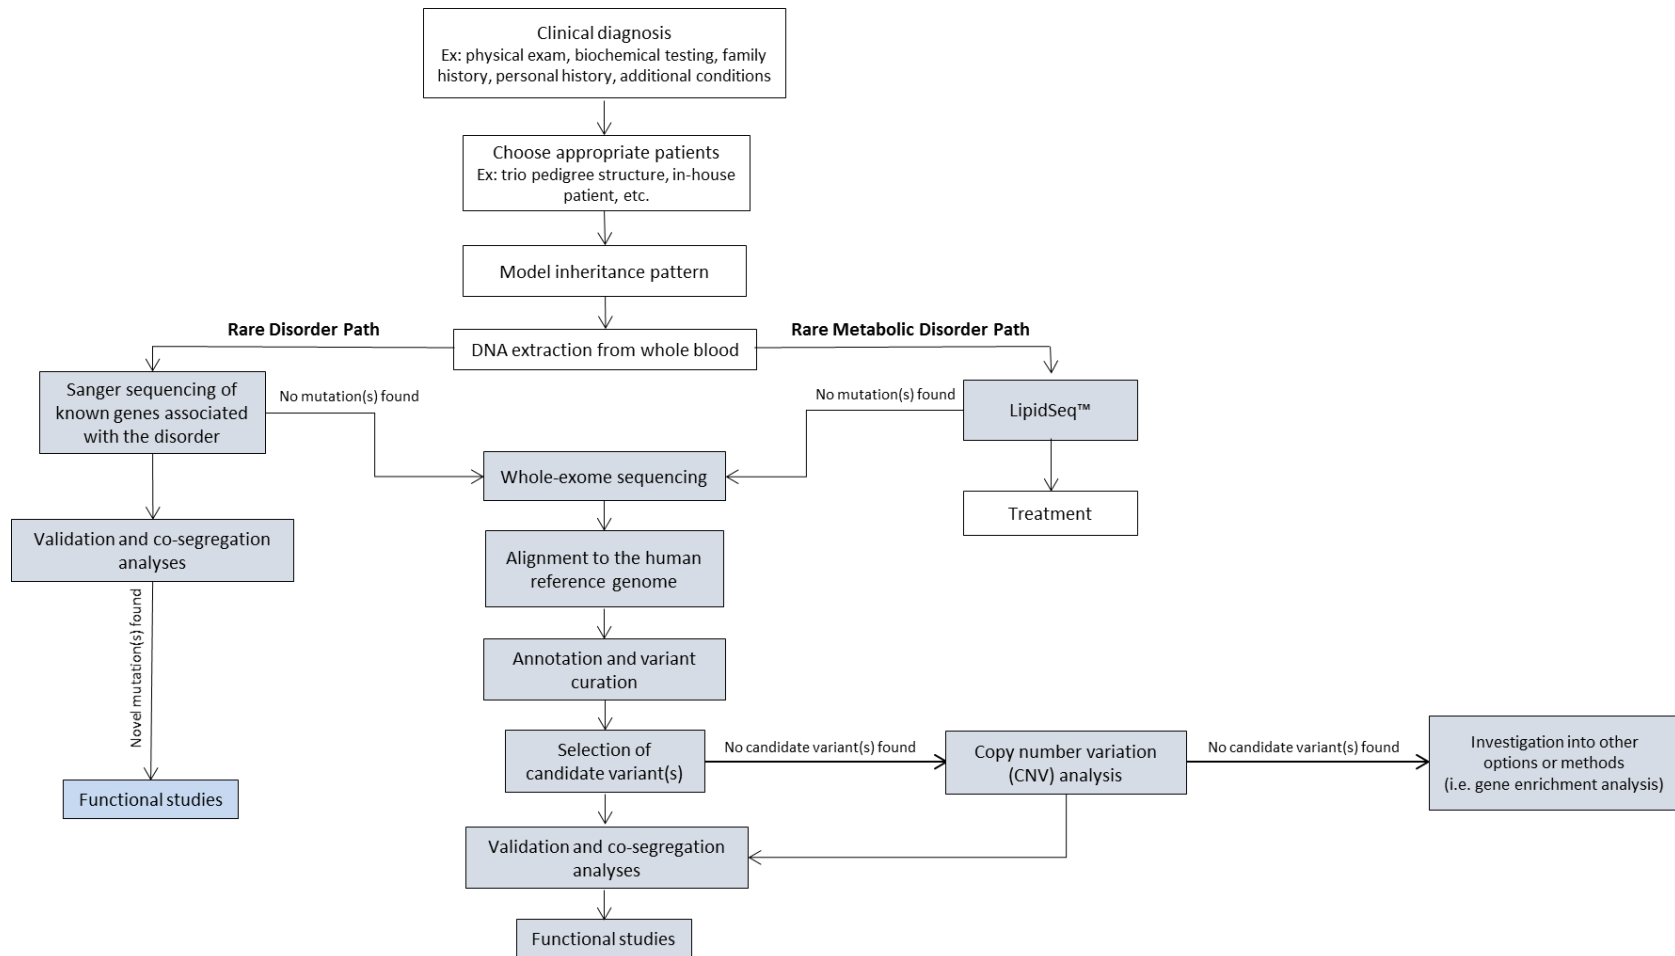 Clinical diagnosis
Ex: physical exam, biochemical testing, family
history, personal history, additional conditions
Choose appropriate patients
Ex: trio pedigree structure, in-house
patient, etc.
Model inheritance pattern
Rare Disorder Path
Rare Metabolic Disorder Path
DNA extraction from whole blood
Sanger sequencing of
known genes associated
with the disorder
No mutation(s) found
No mutation(s) found
LipidSeq™
Whole-exome sequencing
Treatment
Validation and co-segregation
analyses
Alignment to the human
reference genome
Novel mutation(s) found
Annotation and variant
curation
Selection of
candidate variant(s)
No candidate variant(s) found
Copy number variation
(CNV) analysis
No candidate variant(s) found
Investigation into other
options or methods
(i.e. gene enrichment analysis)
Functional studies
Validation and co-segregation
analyses
Functional studies